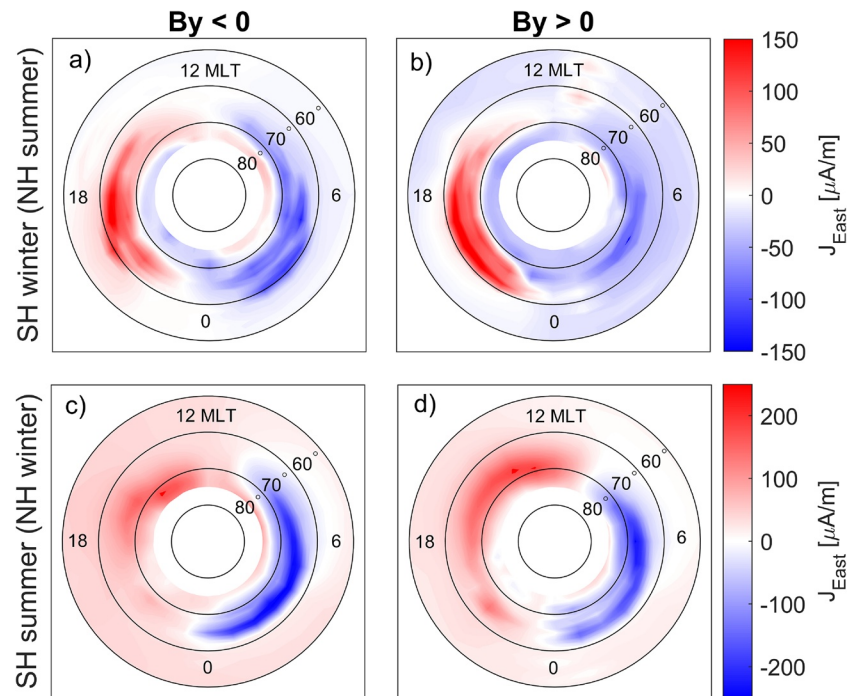 By < 0
By > 0
SH winter (NH summer)
a)
12 MLT
60°
70°
80°
18
6
0
b)
12 MLT
60°
70°
80°
18
6
0
150
100
50
0
-50
-100
-150
J_East [μA/m]
SH summer (NH winter)
c)
12 MLT
60°
70°
80°
18
6
0
d)
12 MLT
60°
70°
80°
18
6
0
200
100
0
-100
-200
J_East [μA/m]